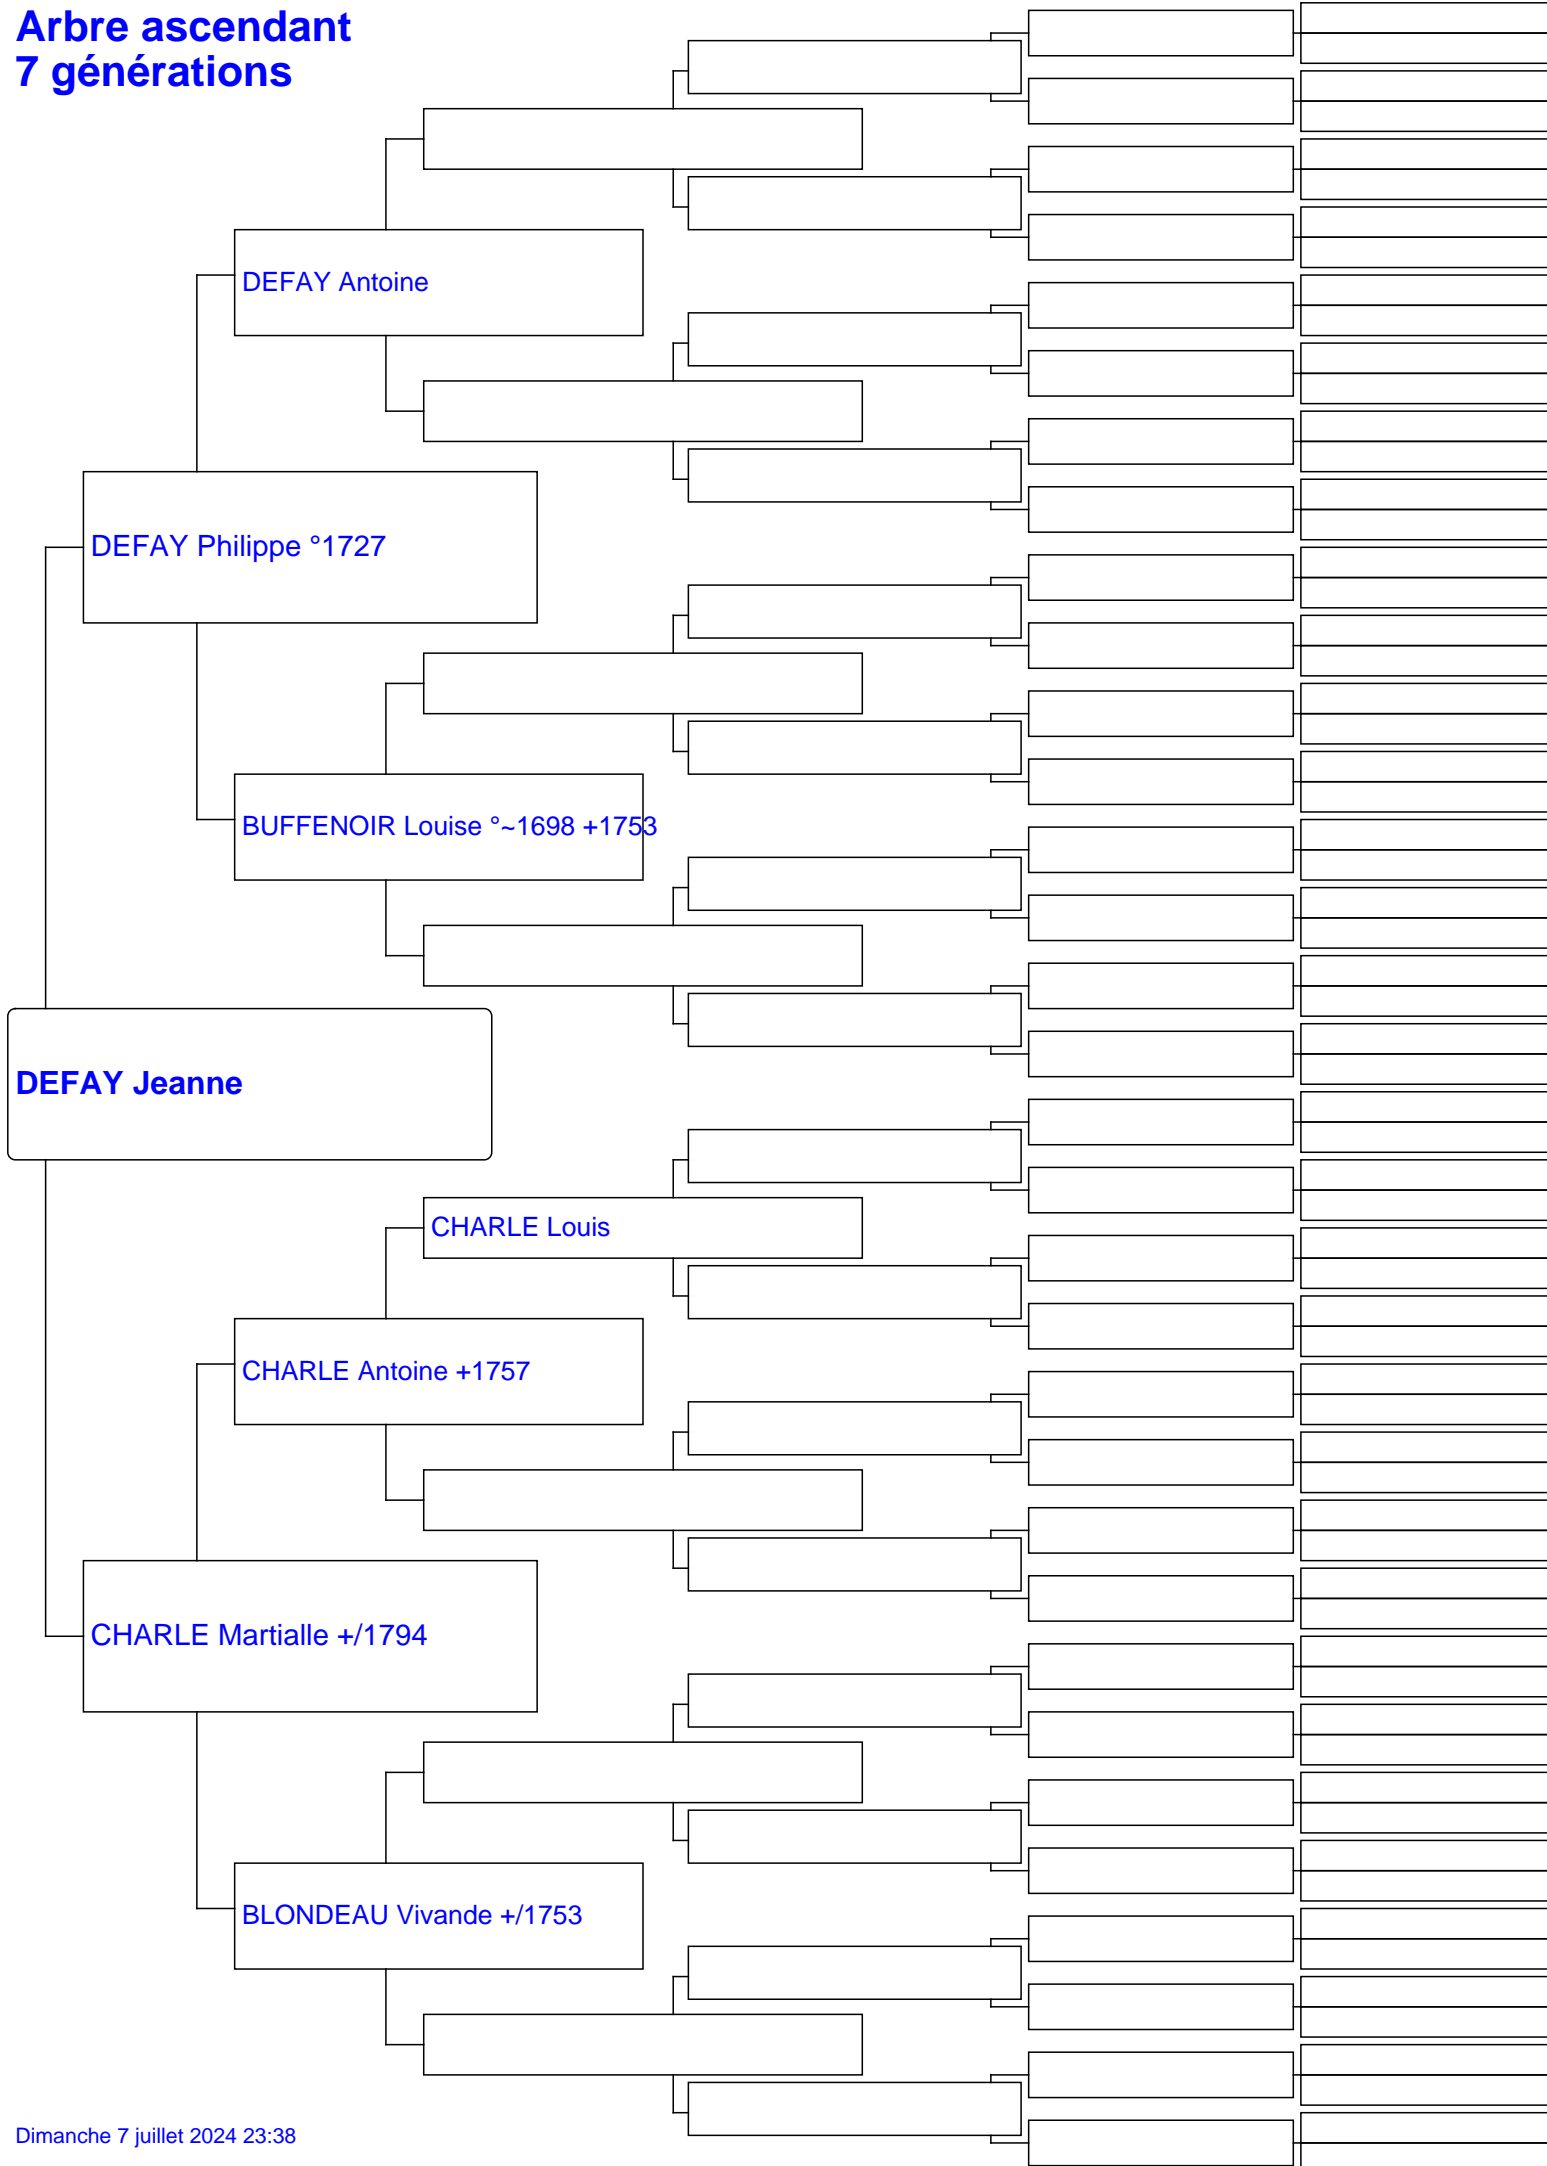 Arbre ascendant
7 générations
DEFAY Antoine
DEFAY Philippe °1727
BUFFENOIR Louise °~1698 +1753
DEFAY Jeanne
CHARLE Louis
CHARLE Antoine +1757
CHARLE Martialle +/1794
BLONDEAU Vivande +/1753
Dimanche 7 juillet 2024 23:38